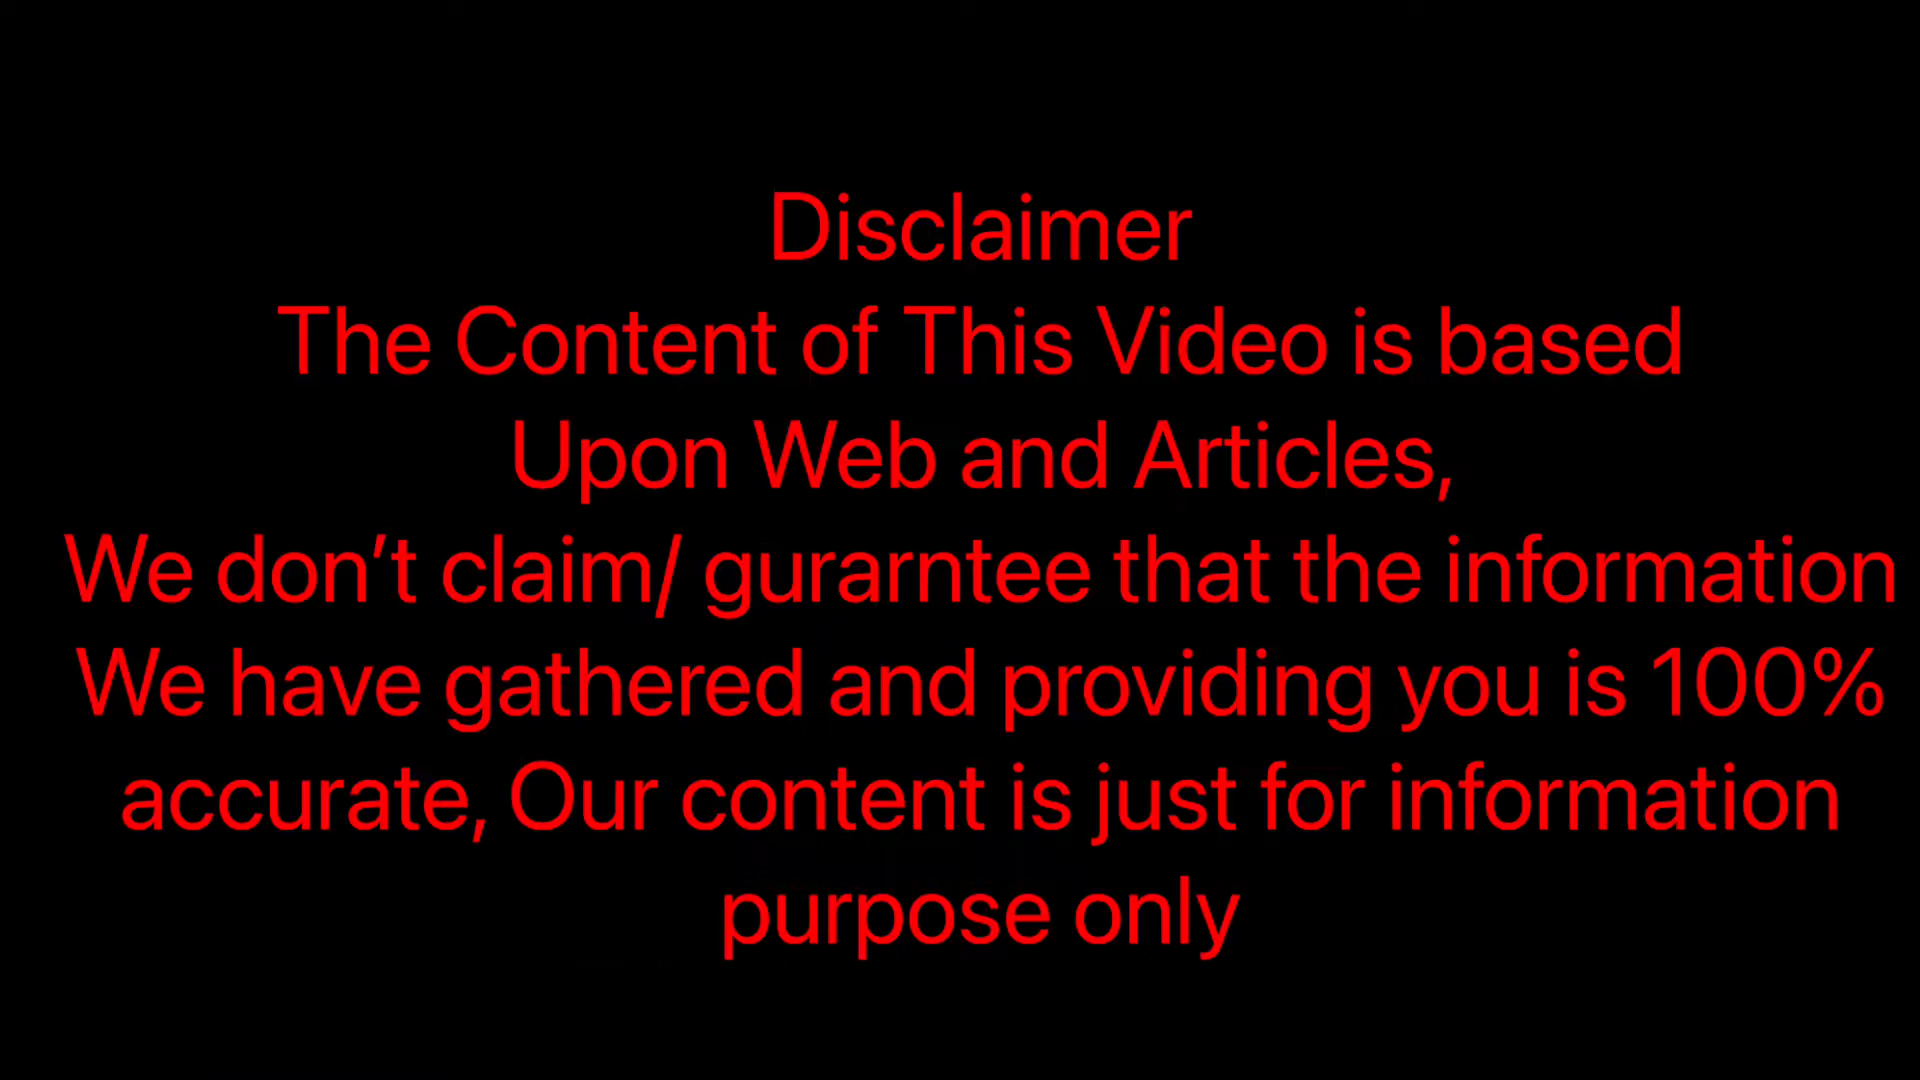 Disclaimer
The Content of This Video is based
Upon Web and Articles,
We don’t claim/ gurarntee that the information
We have gathered and providing you is 100%
accurate, Our content is just for information
purpose only